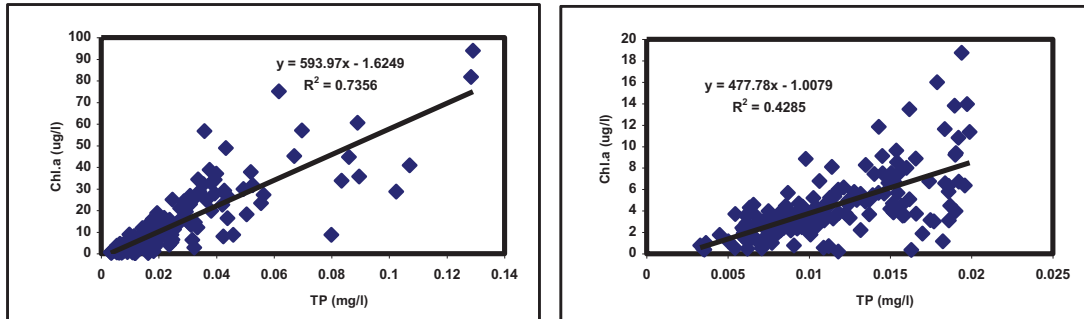 100
90
80
70
60
50
40
30
20
10
0
Chl.a (ug/l)
y = 593.97x - 1.6249
R² = 0.7356
0 0.02 0.04 0.06 0.08 0.1 0.12 0.14
TP (mg/l)
20
18
16
14
12
10
8
6
4
2
0
Chl.a (ug/l)
y = 477.78x - 1.0079
R² = 0.4285
0 0.005 0.01 0.015 0.02 0.025
TP (mg/l)